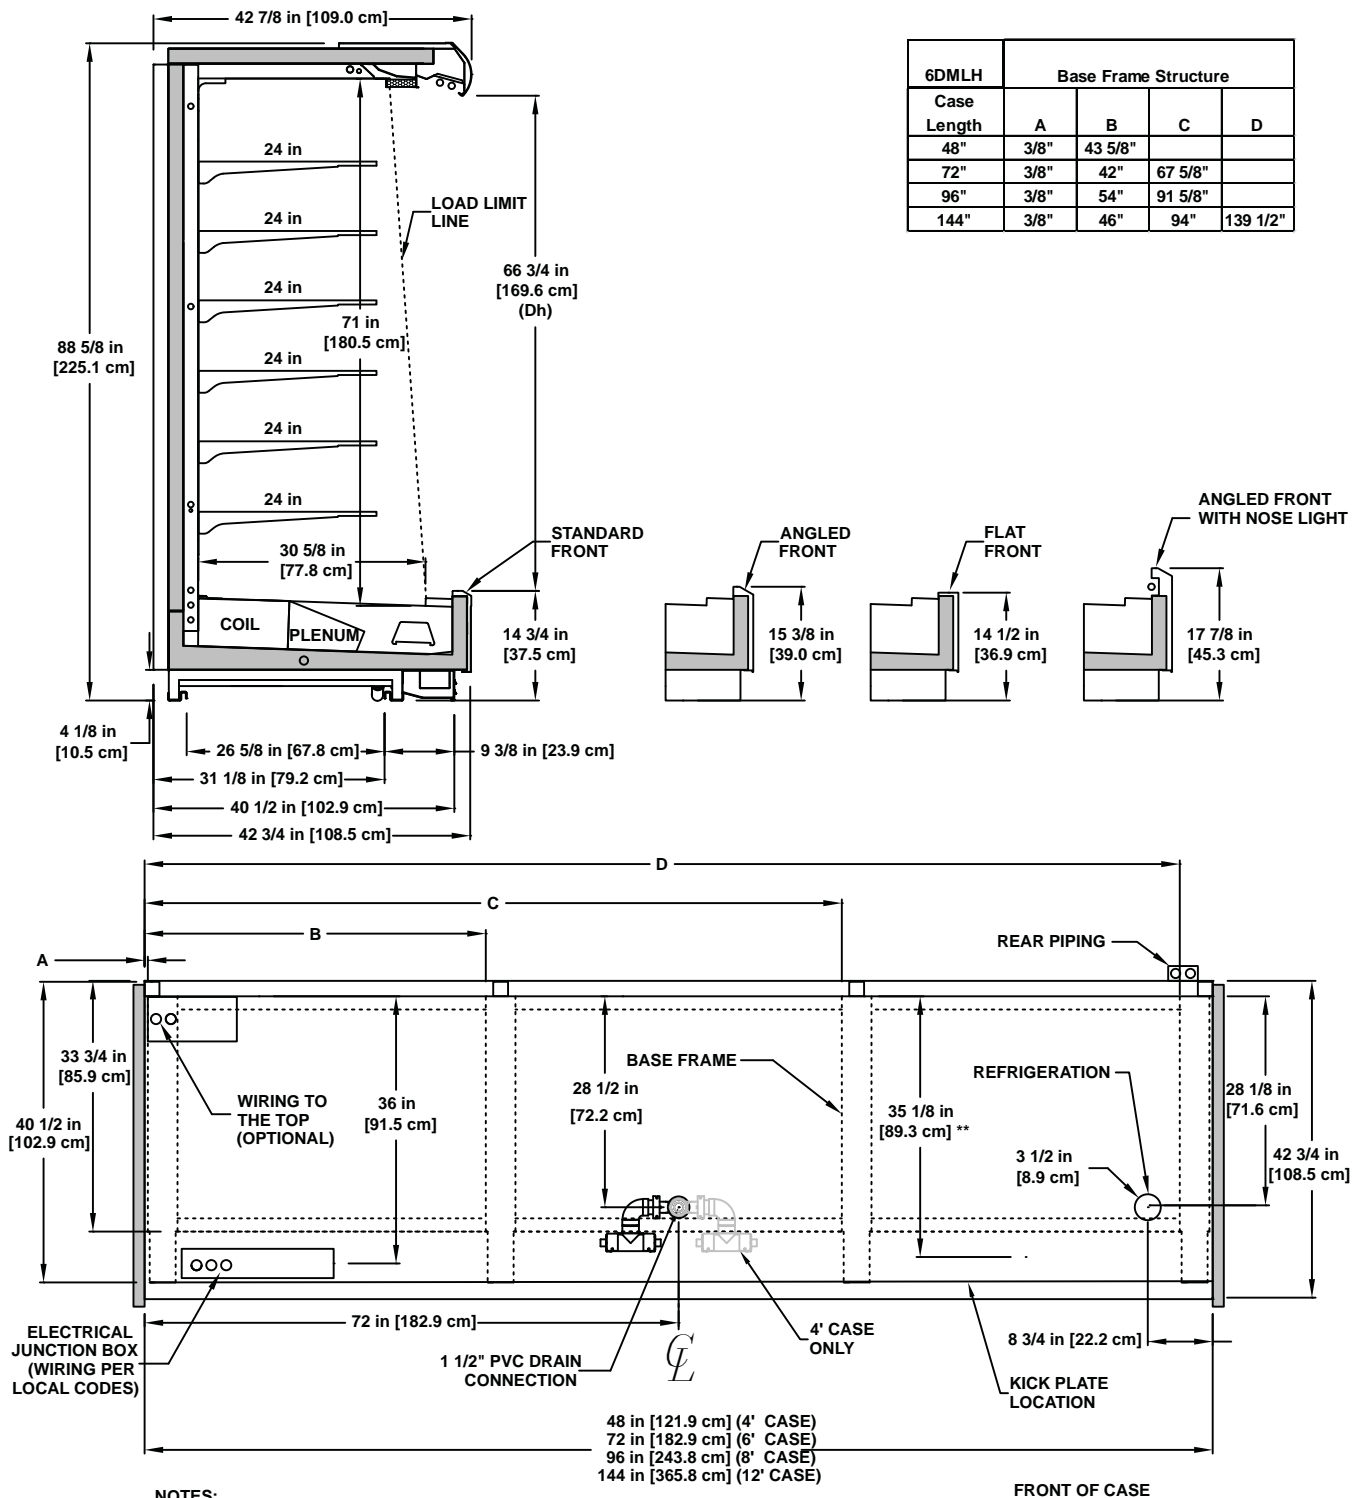 42 7/8 in [109.0 cm]
24 in
24 in
24 in
24 in
24 in
24 in
LOAD LIMIT
LINE
66 3/4 in
[169.6 cm]
(Dh)
71 in
[180.5 cm]
88 5/8 in
[225.1 cm]
30 5/8 in
[77.8 cm]
STANDARD
FRONT
COIL
PLENUM
14 3/4 in
[37.5 cm]
4 1/8 in
[10.5 cm]
26 5/8 in [67.8 cm]
9 3/8 in [23.9 cm]
31 1/8 in [79.2 cm]
40 1/2 in [102.9 cm]
42 3/4 in [108.5 cm]
6DMLH Base Frame Structure
Case
Length A B C D
48" 3/8" 43 5/8"
72" 3/8" 42" 67 5/8"
96" 3/8" 54" 91 5/8"
144" 3/8" 46" 94" 139 1/2"
ANGLED
FRONT
15 3/8 in
[39.0 cm]
FLAT
FRONT
14 1/2 in
[36.9 cm]
ANGLED FRONT
WITH NOSE LIGHT
17 7/8 in
[45.3 cm]
D
C
B
A
REAR PIPING
33 3/4 in
[85.9 cm]
40 1/2 in
[102.9 cm]
WIRING TO
THE TOP
(OPTIONAL)
36 in
[91.5 cm]
28 1/2 in
[72.2 cm]
BASE FRAME
35 1/8 in
[89.3 cm] **
REFRIGERATION
3 1/2 in
[8.9 cm]
28 1/8 in
[71.6 cm]
42 3/4 in
[108.5 cm]
72 in [182.9 cm]
ELECTRICAL
JUNCTION BOX
(WIRING PER
LOCAL CODES)
1 1/2" PVC DRAIN
CONNECTION
CL
4' CASE
ONLY
8 3/4 in [22.2 cm]
KICK PLATE
LOCATION
48 in [121.9 cm] (4' CASE)
72 in [182.9 cm] (6' CASE)
96 in [243.8 cm] (8' CASE)
144 in [365.8 cm] (12' CASE)
NOTES:
FRONT OF CASE